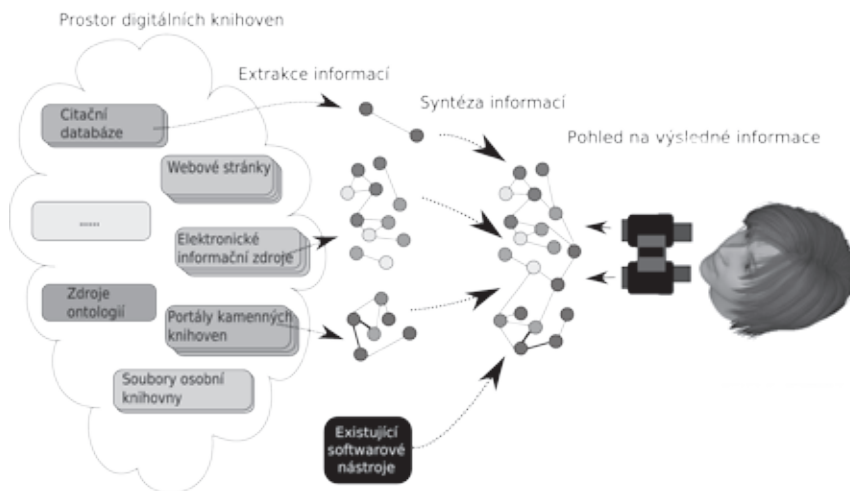 Prostor digitálních knihoven
Extrakce informací
Syntéza informací
Pohled na výsledné informace
Citační
databáze
Webové stránky
.....
Elektronické
informační zdroje
Zdroje
ontologií
Portály kamenných
knihoven
Soubory osobní
knihovny
Existující
softwarové
nástroje